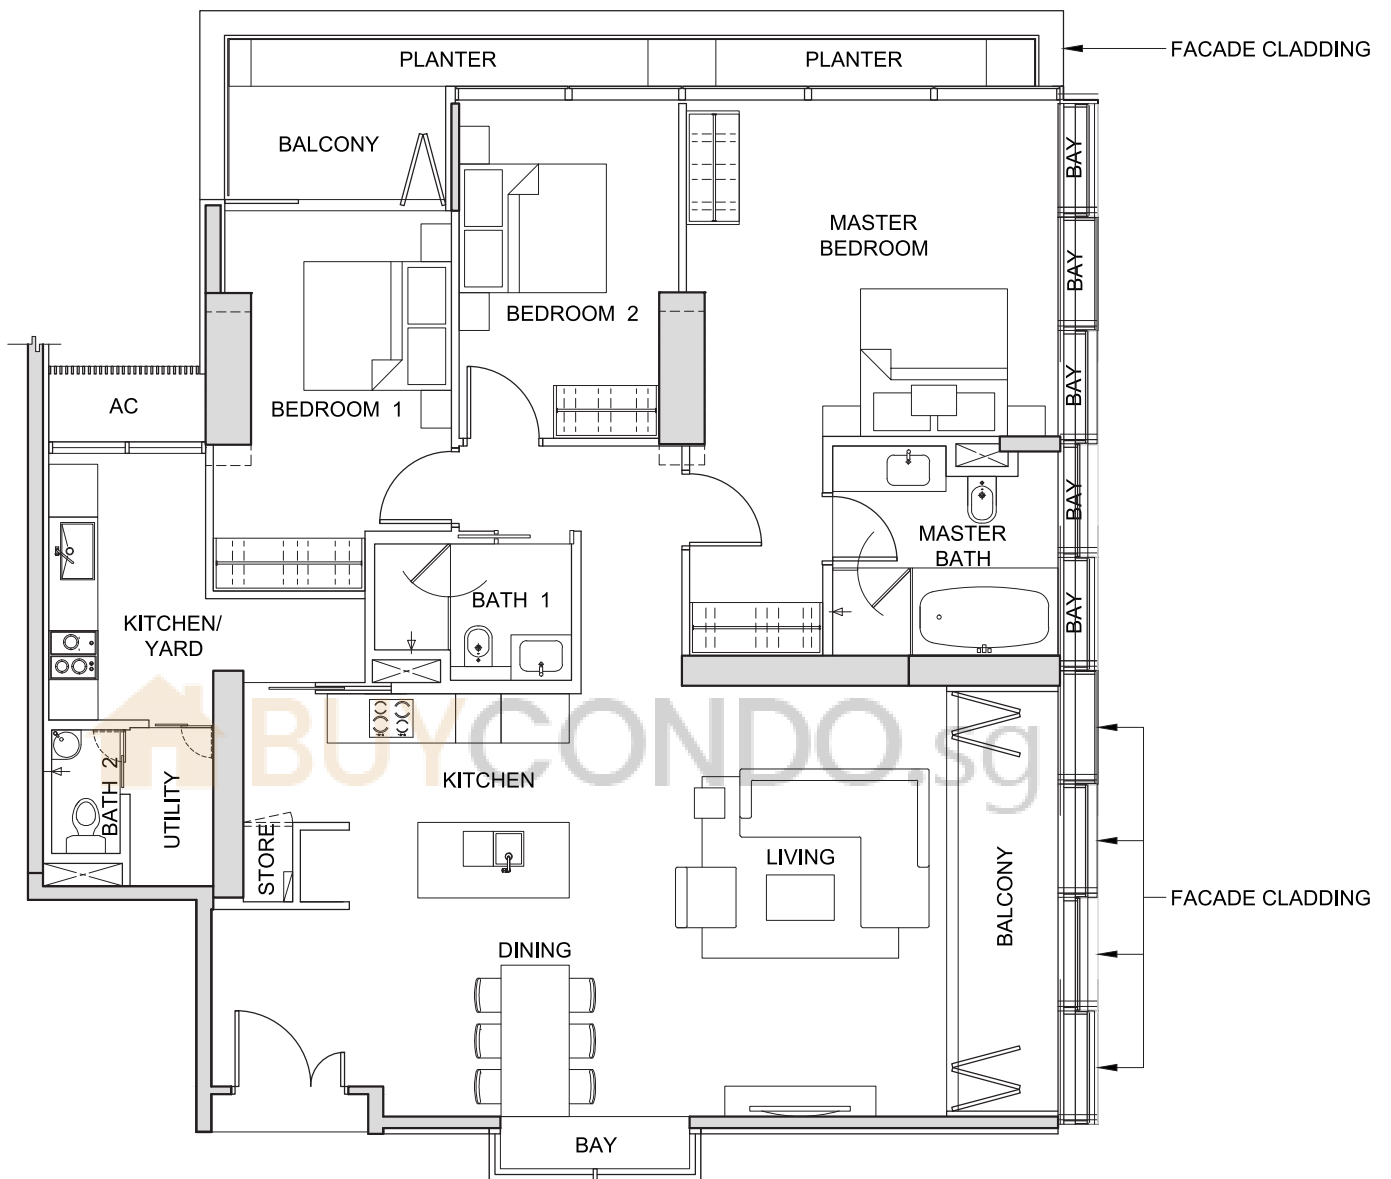 PLANTER
PLANTER
FACADE CLADDING
BALCONY
BAY
MASTER
BEDROOM
BAY
BEDROOM 2
BAY
AC
BEDROOM 1
BAY
MASTER
BATH
BATH 1
BAY
KITCHEN/
YARD
BUYCONDO.sg
KITCHEN
BATH 2
UTILITY
STORE
LIVING
BALCONY
FACADE CLADDING
DINING
BAY